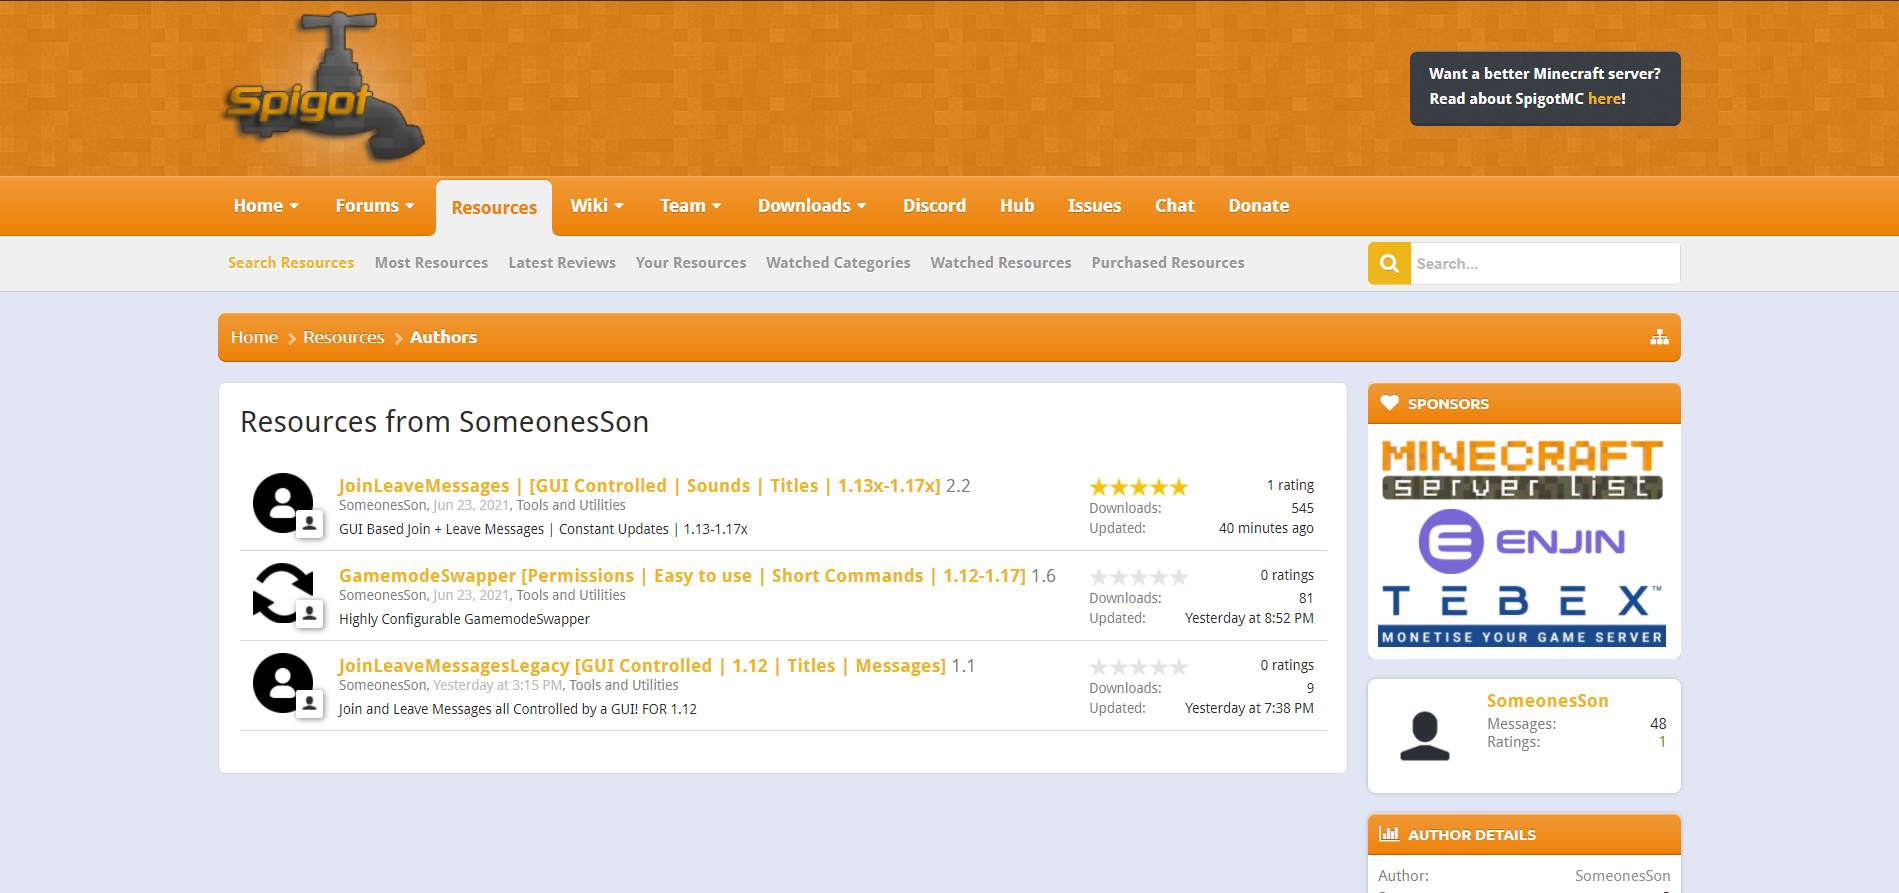 Spigot
Want a better Minecraft server?
Read about SpigotMC here!
Home Forums Resources Wiki Team Downloads Discord Hub Issues Chat Donate
Search Resources Most Resources Latest Reviews Your Resources Watched Categories Watched Resources Purchased Resources
Search...
Home Resources Authors
Resources from SomeonesSon
JoinLeaveMessages | [GUI Controlled | Sounds | Titles | 1.13x-1.17x] 2.2
SomeonesSon, Jun 23, 2021, Tools and Utilities
GUI Based Join + Leave Messages | Constant Updates | 1.13-1.17x
1 rating
Downloads: 545
Updated: 40 minutes ago
GamemodeSwapper [Permissions | Easy to use | Short Commands | 1.12-1.17] 1.6
SomeonesSon, Jun 23, 2021, Tools and Utilities
Highly Configurable GamemodeSwapper
0 ratings
Downloads: 81
Updated: Yesterday at 8:52 PM
JoinLeaveMessagesLegacy [GUI Controlled | 1.12 | Titles | Messages] 1.1
SomeonesSon, Yesterday at 3:15 PM, Tools and Utilities
Join and Leave Messages all Controlled by a GUI! FOR 1.12
0 ratings
Downloads: 9
Updated: Yesterday at 7:38 PM
SPONSORS
MINECRAFT
server list
ENJIN
TEBEX™
MONETISE YOUR GAME SERVER
SomeonesSon
Messages: 48
Ratings: 1
AUTHOR DETAILS
Author: SomeonesSon